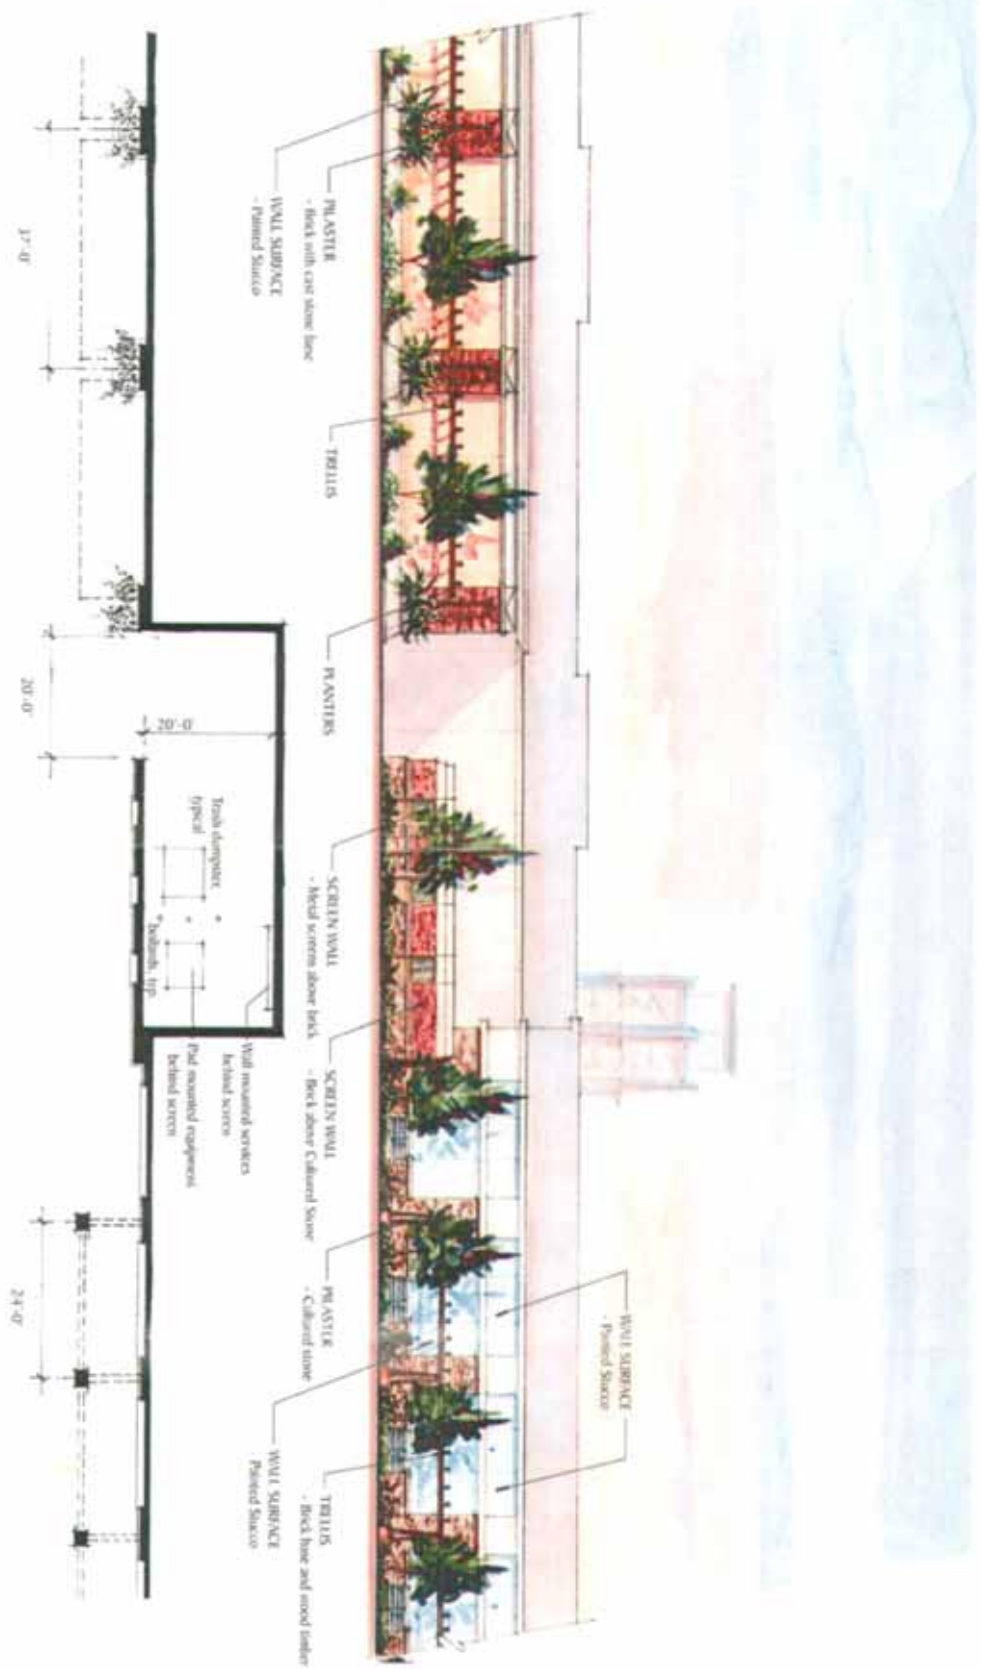 WALL SURFACE
- Painted Stucco
PILASTER
- Brick with cast stone base
WALL SURFACE
- Painted Stucco
TRELLIS
PLANTERS
SCREEN WALL
- Metal screens above brick
SCREEN WALL
- Brick above Cultured Stone
PILASTER
- Cultured stone
WALL SURFACE
- Painted Stucco
TRELLIS
- Brick base and wood timber
20'-0"
Trash dumpster,
typical
bollards, typ.
Wall mounted services
behind screen
Pad mounted equipment
behind screen
37'-0"
20'-0"
24'-0"